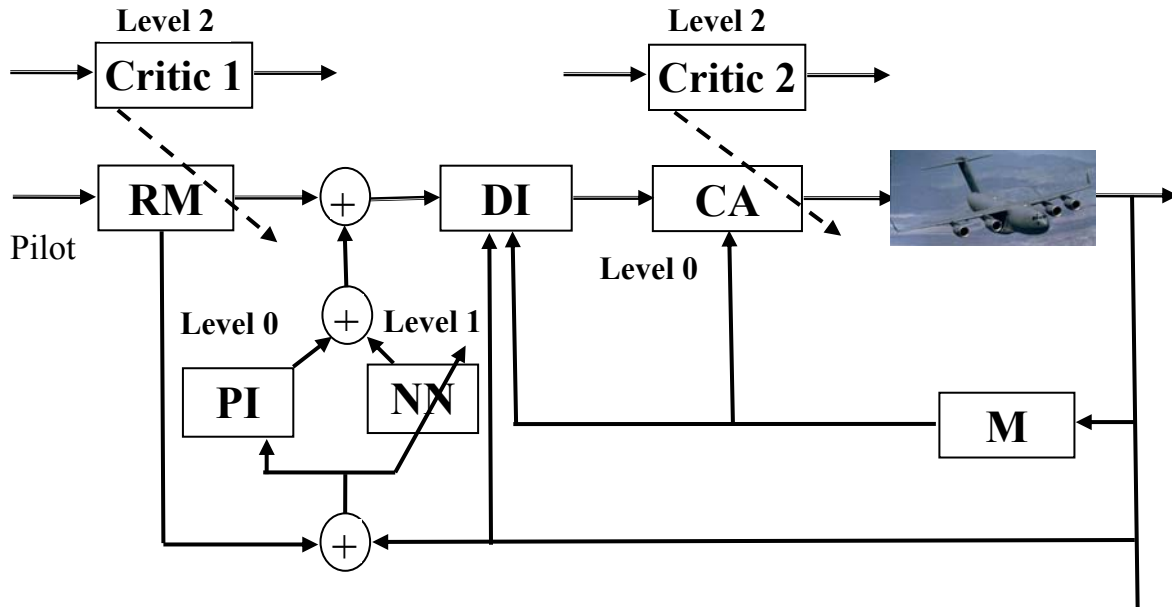 Level 2
Level 2
Critic 1
Critic 2
RM
+
DI
CA
Pilot
Level 0
Level 0
+
Level 1
PI
NN
M
+